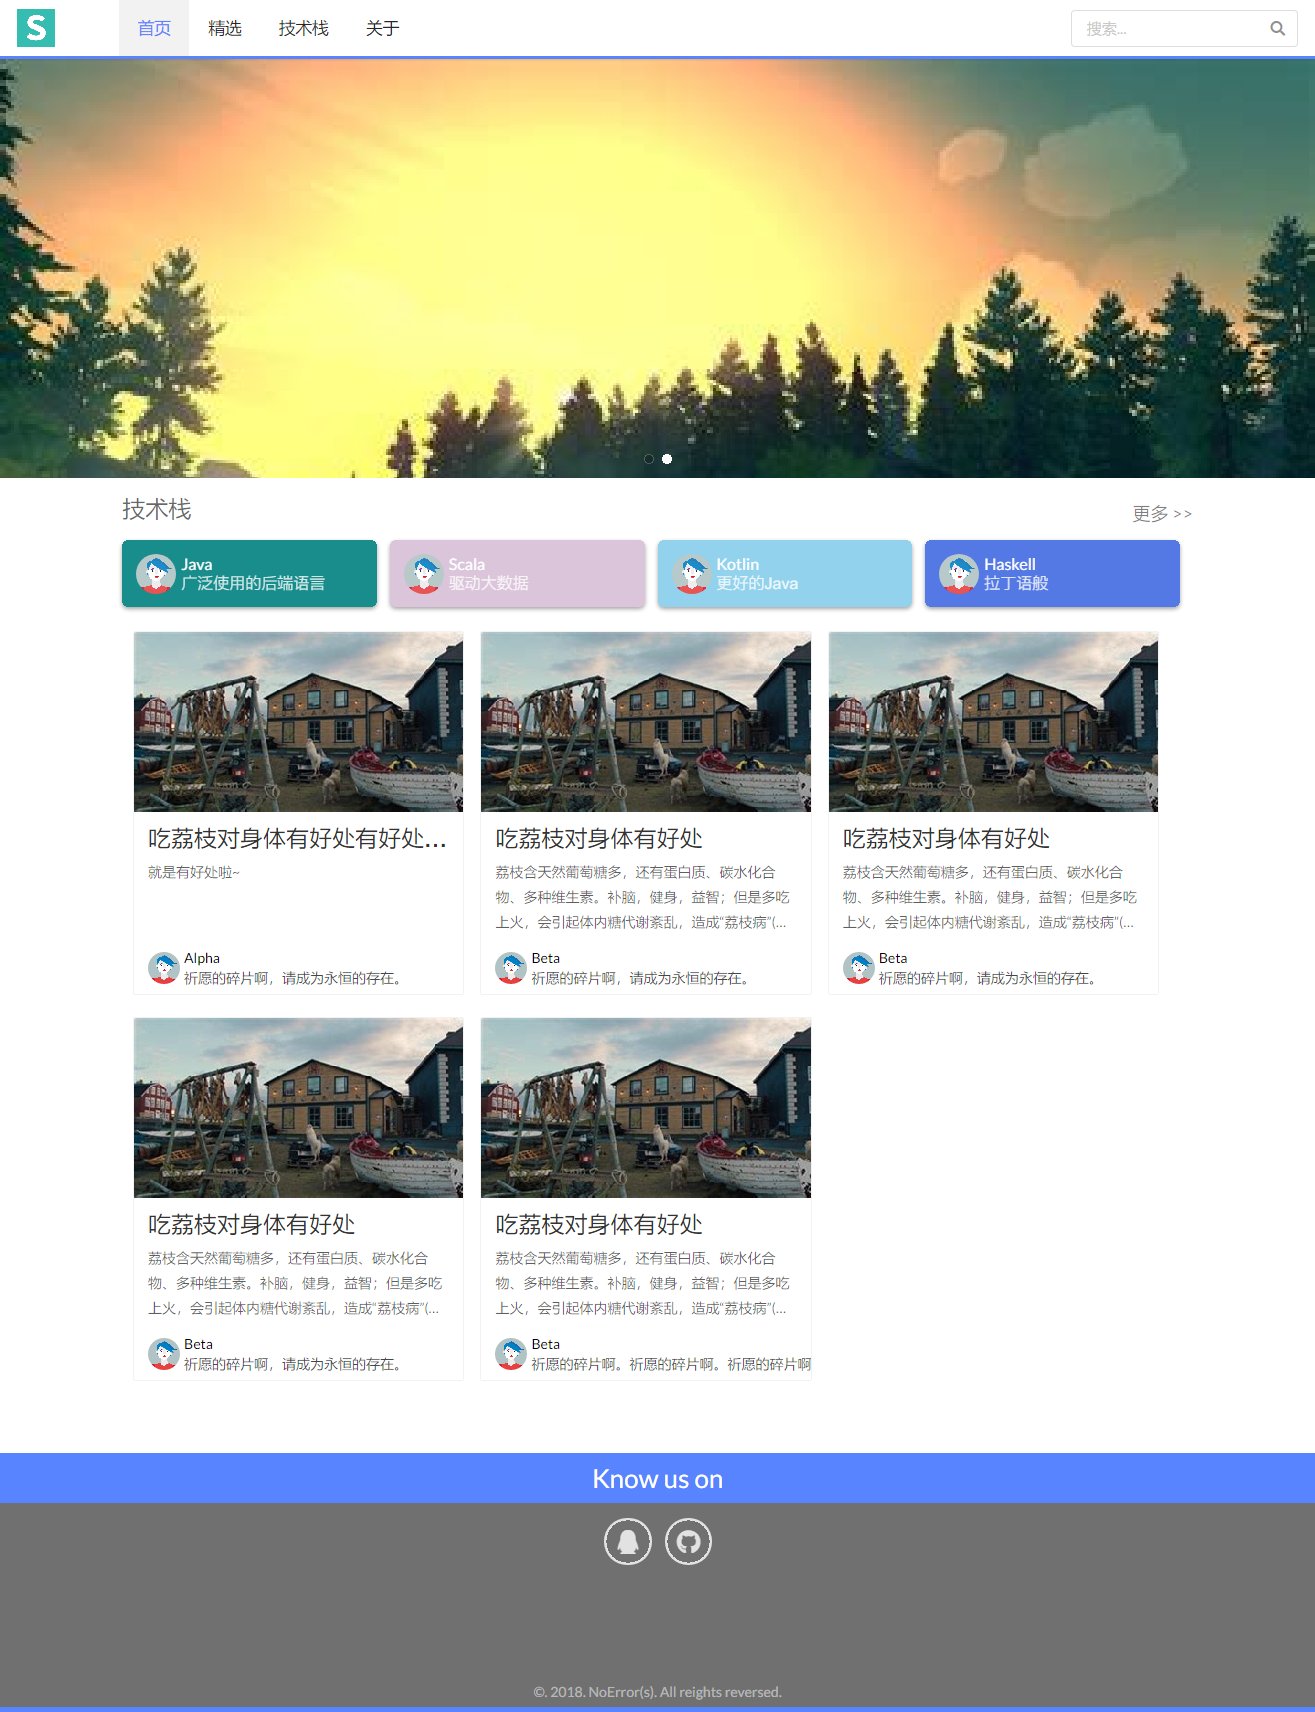 S
首页 精选 技术栈 关于 搜索...
技术栈 更多 >>
Java
广泛使用的后端语言
Scala
驱动大数据
Kotlin
更好的Java
Haskell
拉丁语般
吃荔枝对身体有好处有好处...
就是有好处啦~
Alpha
祈愿的碎片啊，请成为永恒的存在。
吃荔枝对身体有好处
荔枝含天然葡萄糖多，还有蛋白质、碳水化合
物、多种维生素。补脑，健身，益智；但是多吃
上火，会引起体内糖代谢紊乱，造成“荔枝病”(...
Beta
祈愿的碎片啊，请成为永恒的存在。
吃荔枝对身体有好处
荔枝含天然葡萄糖多，还有蛋白质、碳水化合
物、多种维生素。补脑，健身，益智；但是多吃
上火，会引起体内糖代谢紊乱，造成“荔枝病”(...
Beta
祈愿的碎片啊，请成为永恒的存在。
吃荔枝对身体有好处
荔枝含天然葡萄糖多，还有蛋白质、碳水化合
物、多种维生素。补脑，健身，益智；但是多吃
上火，会引起体内糖代谢紊乱，造成“荔枝病”(...
Beta
祈愿的碎片啊，请成为永恒的存在。
吃荔枝对身体有好处
荔枝含天然葡萄糖多，还有蛋白质、碳水化合
物、多种维生素。补脑，健身，益智；但是多吃
上火，会引起体内糖代谢紊乱，造成“荔枝病”(...
Beta
祈愿的碎片啊。祈愿的碎片啊。祈愿的碎片啊
Know us on
©. 2018. NoError(s). All reights reversed.